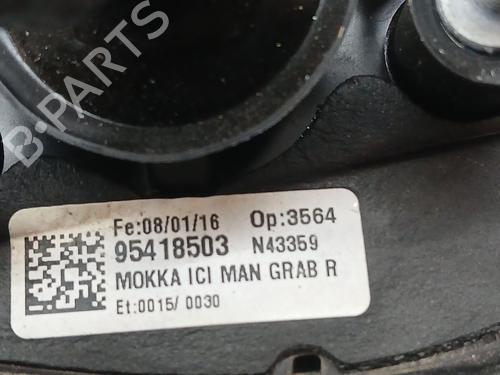 B-PARTS
Fe:08/01/16 Op:3564
95418503 N43359
MOKKA ICI MAN GRAB R
Et:0015/ 0030